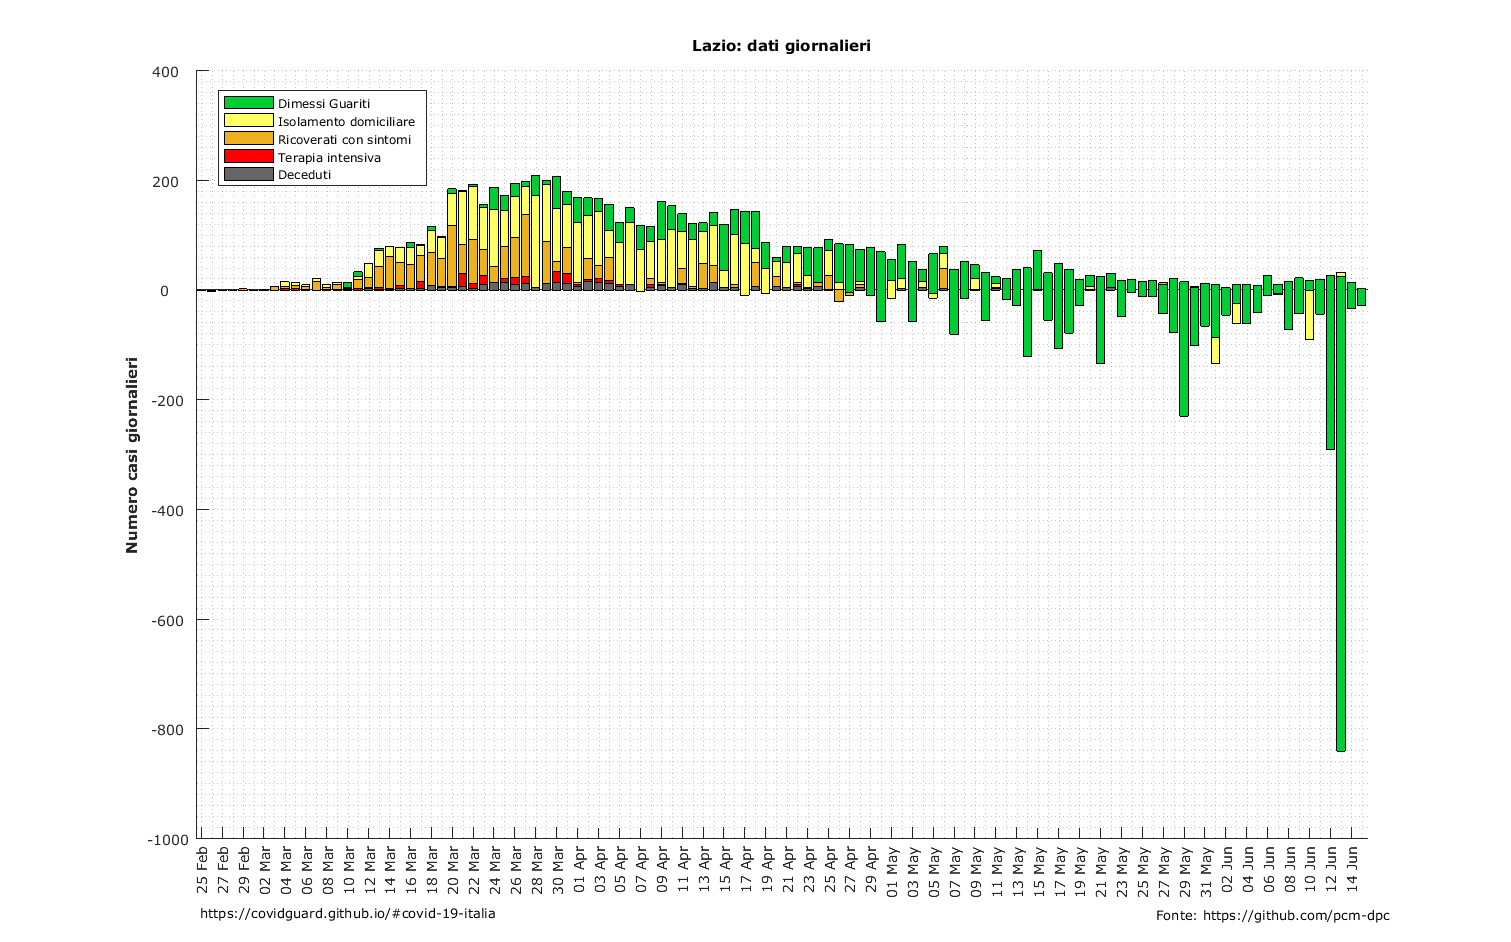 Lazio: dati giornalieri
400
200
0
-200
-400
-600
-800
-1000
Numero casi giornalieri
Dimessi Guariti
Isolamento domiciliare
Ricoverati con sintomi
Terapia intensiva
Deceduti
25 Feb
27 Feb
29 Feb
02 Mar
04 Mar
06 Mar
08 Mar
10 Mar
12 Mar
14 Mar
16 Mar
18 Mar
20 Mar
22 Mar
24 Mar
26 Mar
28 Mar
30 Mar
01 Apr
03 Apr
05 Apr
07 Apr
09 Apr
11 Apr
13 Apr
15 Apr
17 Apr
19 Apr
21 Apr
23 Apr
25 Apr
27 Apr
29 Apr
01 May
03 May
05 May
07 May
09 May
11 May
13 May
15 May
17 May
19 May
21 May
23 May
25 May
27 May
29 May
31 May
02 Jun
04 Jun
06 Jun
08 Jun
10 Jun
12 Jun
14 Jun
https://covidguard.github.io/#covid-19-italia
Fonte: https://github.com/pcm-dpc